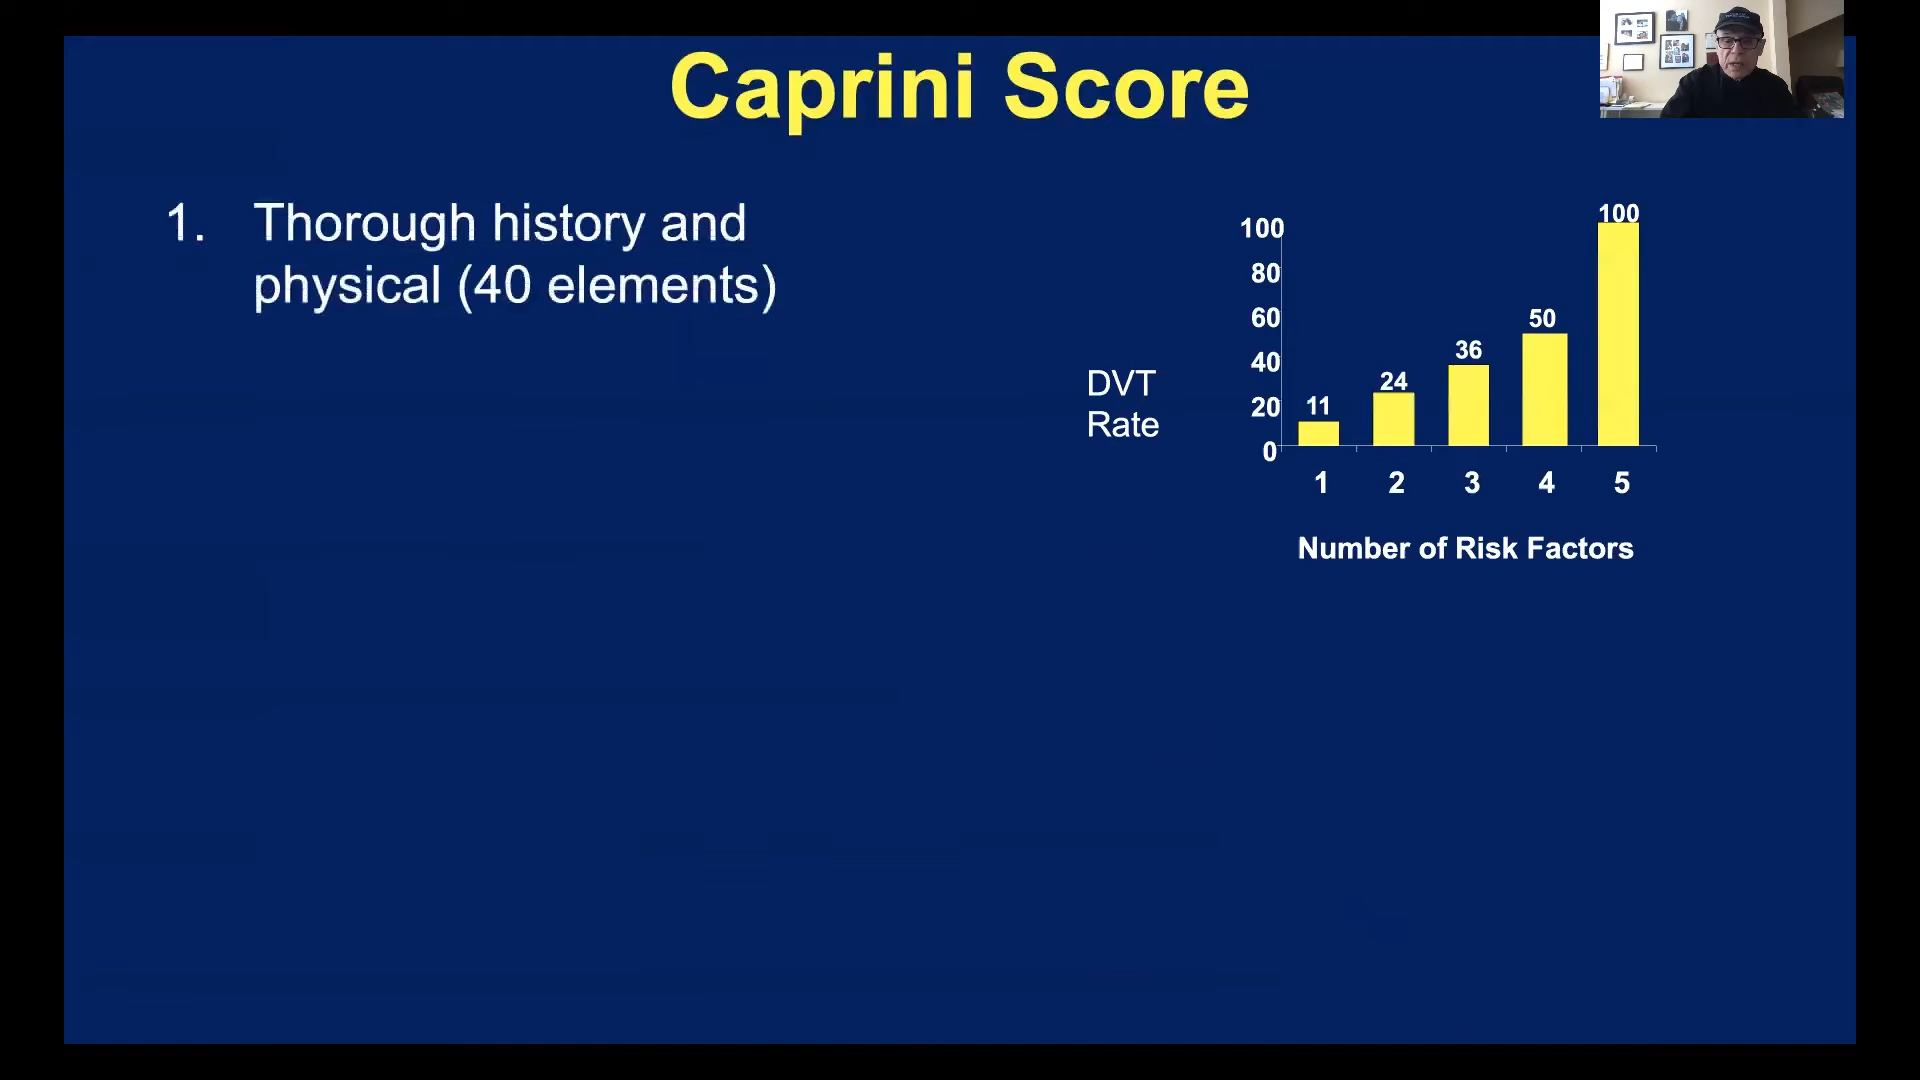 Caprini Score
1. Thorough history and
physical (40 elements)
DVT
Rate
100
80
60
40
20
0
11
24
36
50
100
1 2 3 4 5
Number of Risk Factors